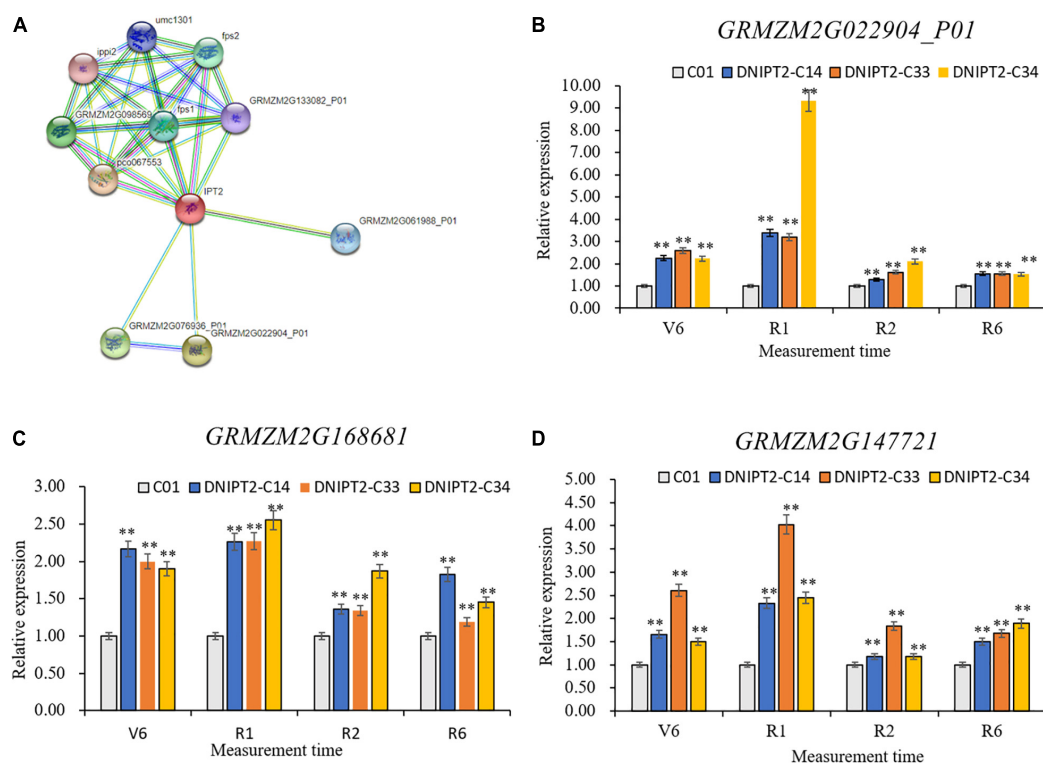 A
umc1301
fps2
ippi2
GRMZM2G133082_P01
GRMZM2G098569
fps1
pco067553
IPT2
GRMZM2G061988_P01
GRMZM2G076936_P01
GRMZM2G022904_P01
B
GRMZM2G022904_P01
C01 DNIPT2-C14 DNIPT2-C33 DNIPT2-C34
Relative expression
10.00
9.00
8.00
7.00
6.00
5.00
4.00
3.00
2.00
1.00
0.00
** ** **
** ** **
** ** **
** ** **
V6 R1 R2 R6
Measurement time
C
GRMZM2G168681
C01 DNIPT2-C14 DNIPT2-C33 DNIPT2-C34
Relative expression
3.00
2.50
2.00
1.50
1.00
0.50
0.00
** ** **
** ** **
** ** **
** ** **
V6 R1 R2 R6
Measurement time
D
GRMZM2G147721
C01 DNIPT2-C14 DNIPT2-C33 DNIPT2-C34
Relative expression
5.00
4.50
4.00
3.50
3.00
2.50
2.00
1.50
1.00
0.50
0.00
** ** **
** ** **
** ** **
** ** **
V6 R1 R2 R6
Measurement time